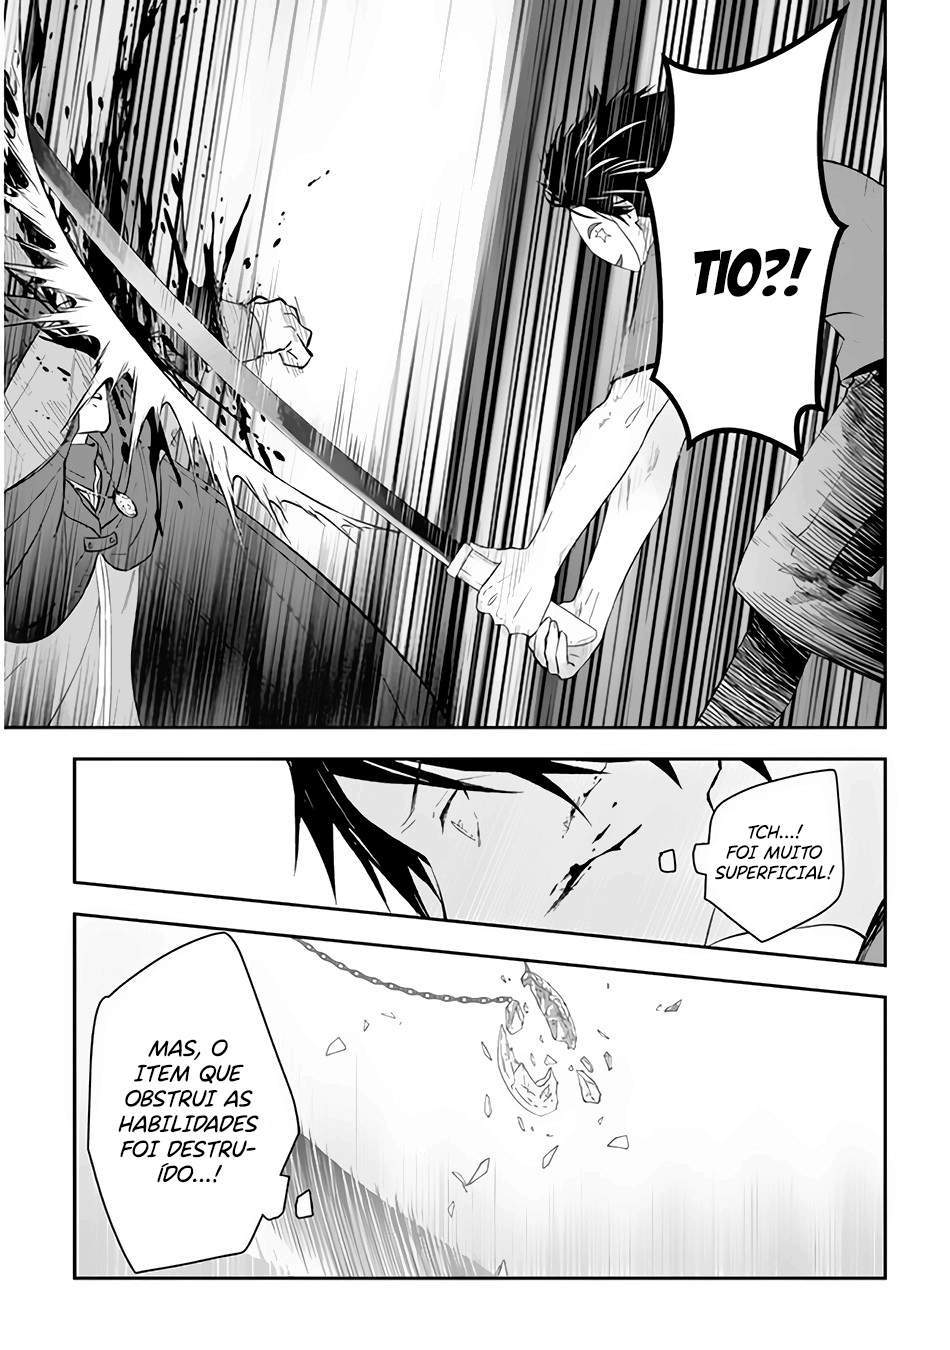 TIO?!
TCH...!
FOI MUITO
SUPERFICIAL!
MAS, O
ITEM QUE
OBSTRUI AS
HABILIDADES
FOI DESTRU-
ÍDO...!